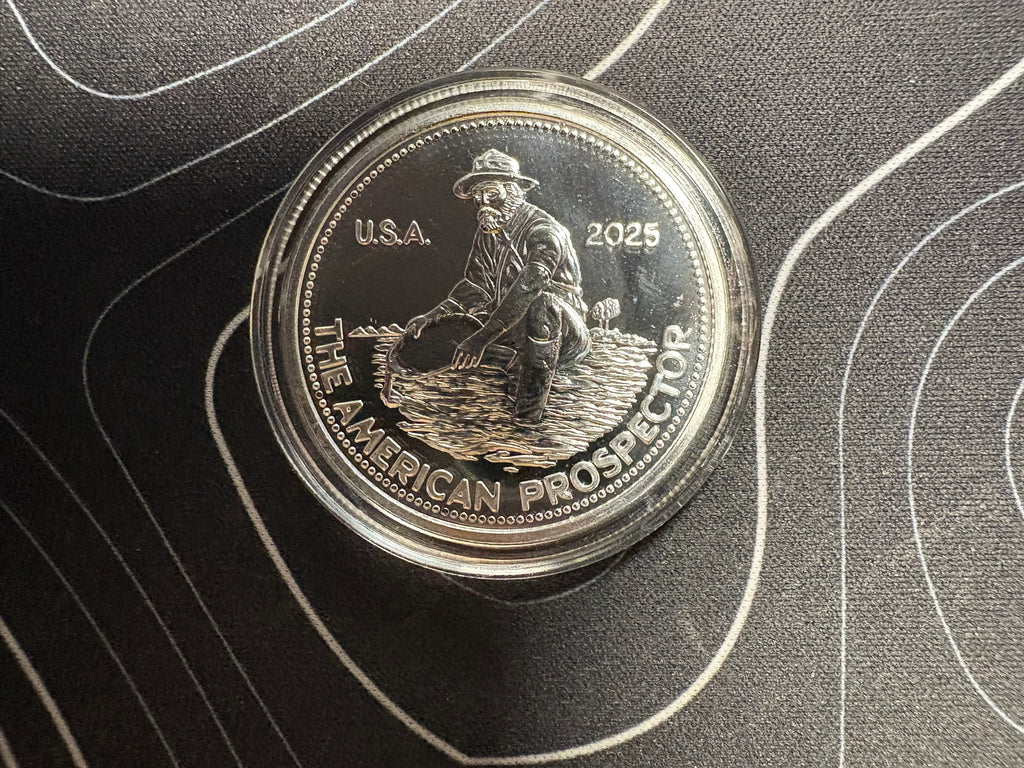 U.S.A.
2025
THE AMERICAN PROSPECTOR